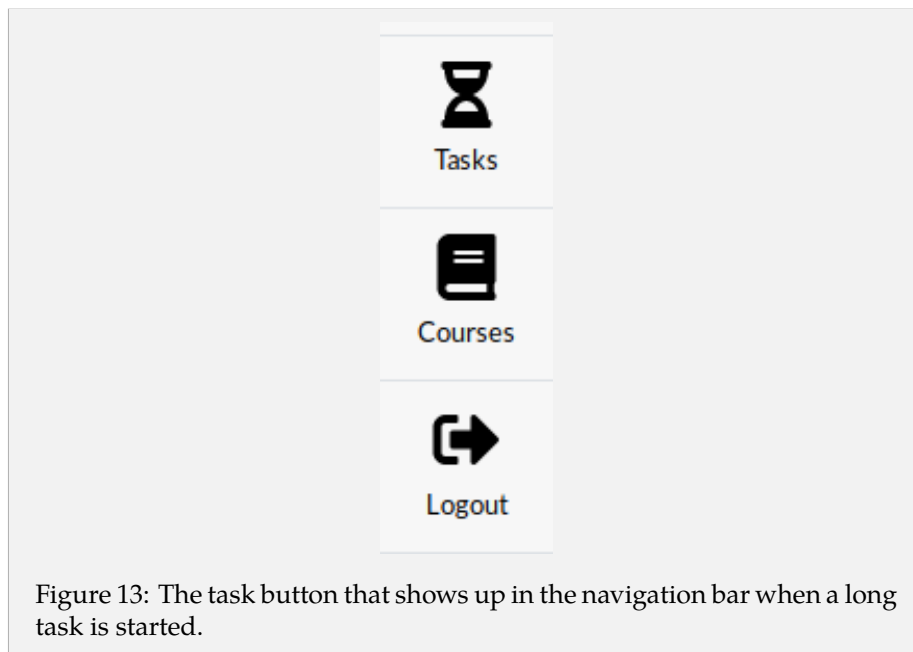 Tasks
Courses
Logout
Figure 13: The task button that shows up in the navigation bar when a long
task is started.